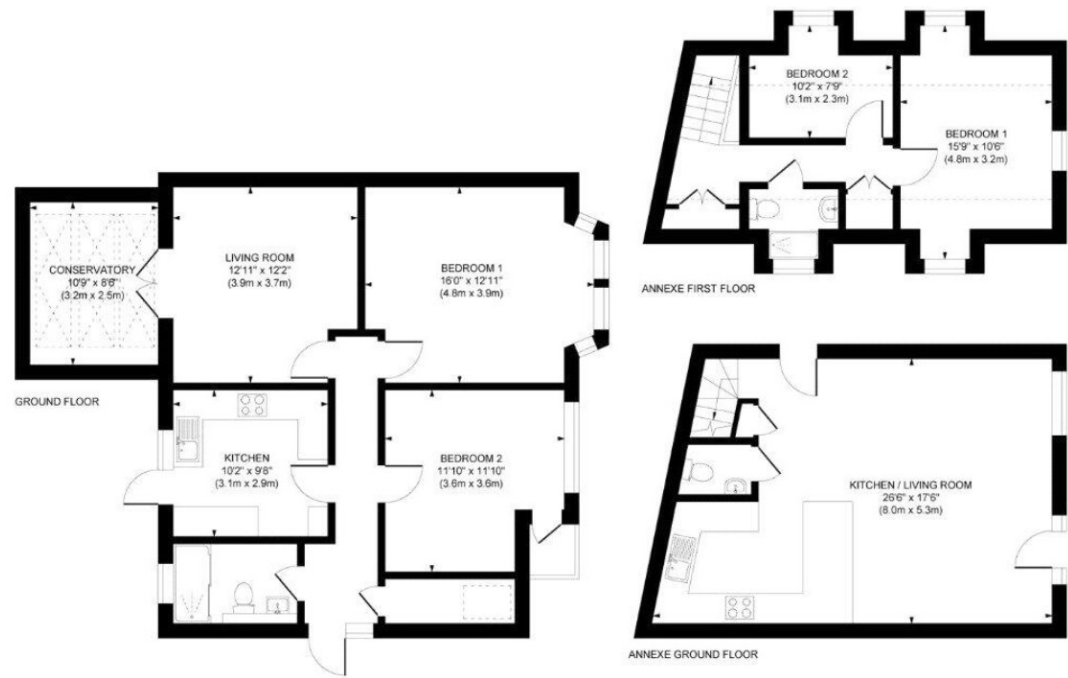 BEDROOM 2
10'2" x 7'9"
(3.1m x 2.3m)
BEDROOM 1
15'9" x 10'6"
(4.8m x 3.2m)
ANNEXE FIRST FLOOR
CONSERVATORY
10'9" x 8'6"
(3.2m x 2.5m)
LIVING ROOM
12'11" x 12'2"
(3.9m x 3.7m)
BEDROOM 1
16'0" x 12'11"
(4.8m x 3.9m)
GROUND FLOOR
KITCHEN
10'2" x 9'8"
(3.1m x 2.9m)
BEDROOM 2
11'10" x 11'10"
(3.6m x 3.6m)
KITCHEN / LIVING ROOM
26'6" x 17'6"
(8.0m x 5.3m)
ANNEXE GROUND FLOOR